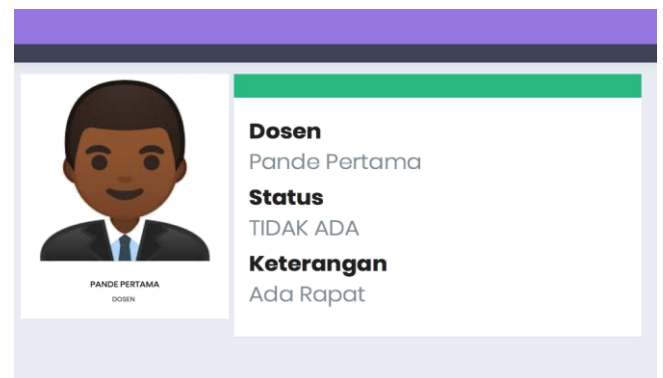 PANDE PERTAMA
DOSEN
Dosen
Pande Pertama
Status
TIDAK ADA
Keterangan
Ada Rapat